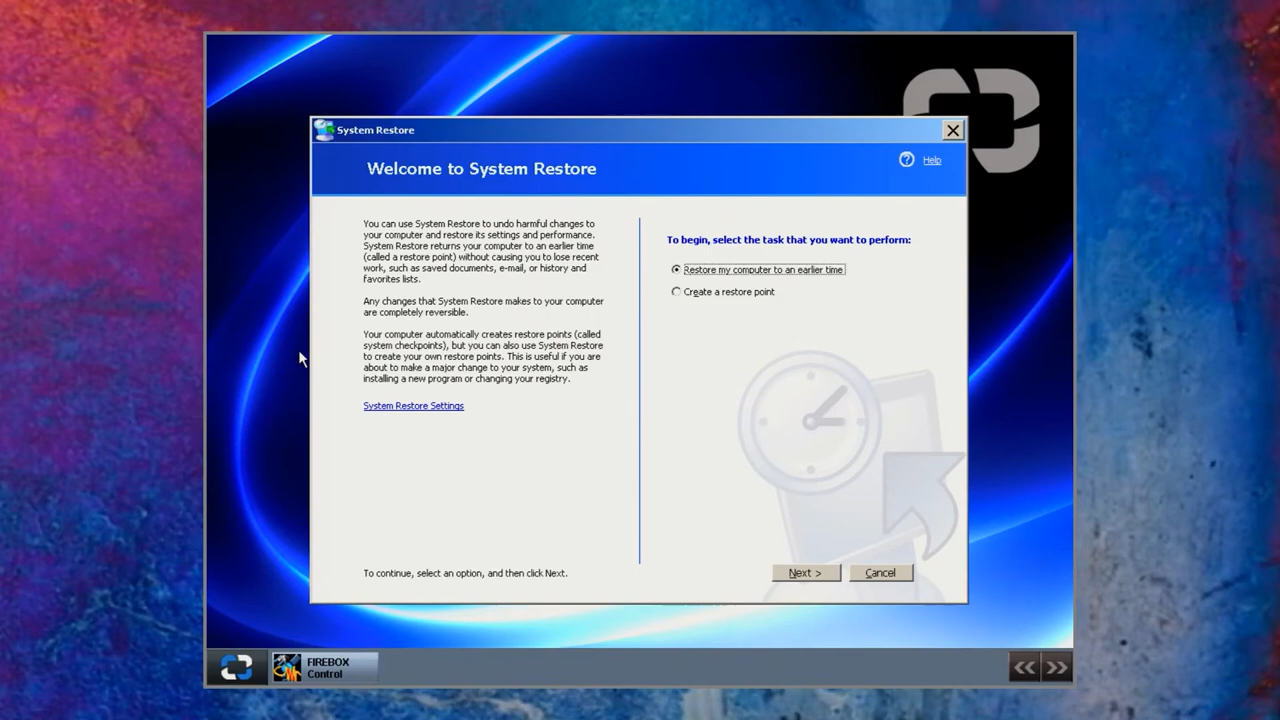 System Restore
Welcome to System Restore
Help
You can use System Restore to undo harmful changes to
your computer and restore its settings and performance.
System Restore returns your computer to an earlier time
(called a restore point) without causing you to lose recent
work, such as saved documents, e-mail, or history and
favorites lists.
Any changes that System Restore makes to your computer
are completely reversible.
Your computer automatically creates restore points (called
system checkpoints), but you can also use System Restore
to create your own restore points. This is useful if you are
about to make a major change to your system, such as
installing a new program or changing your registry.
System Restore Settings
To continue, select an option, and then click Next.
To begin, select the task that you want to perform:
Restore my computer to an earlier time
Create a restore point
Next >
Cancel
FIREBOX
Control